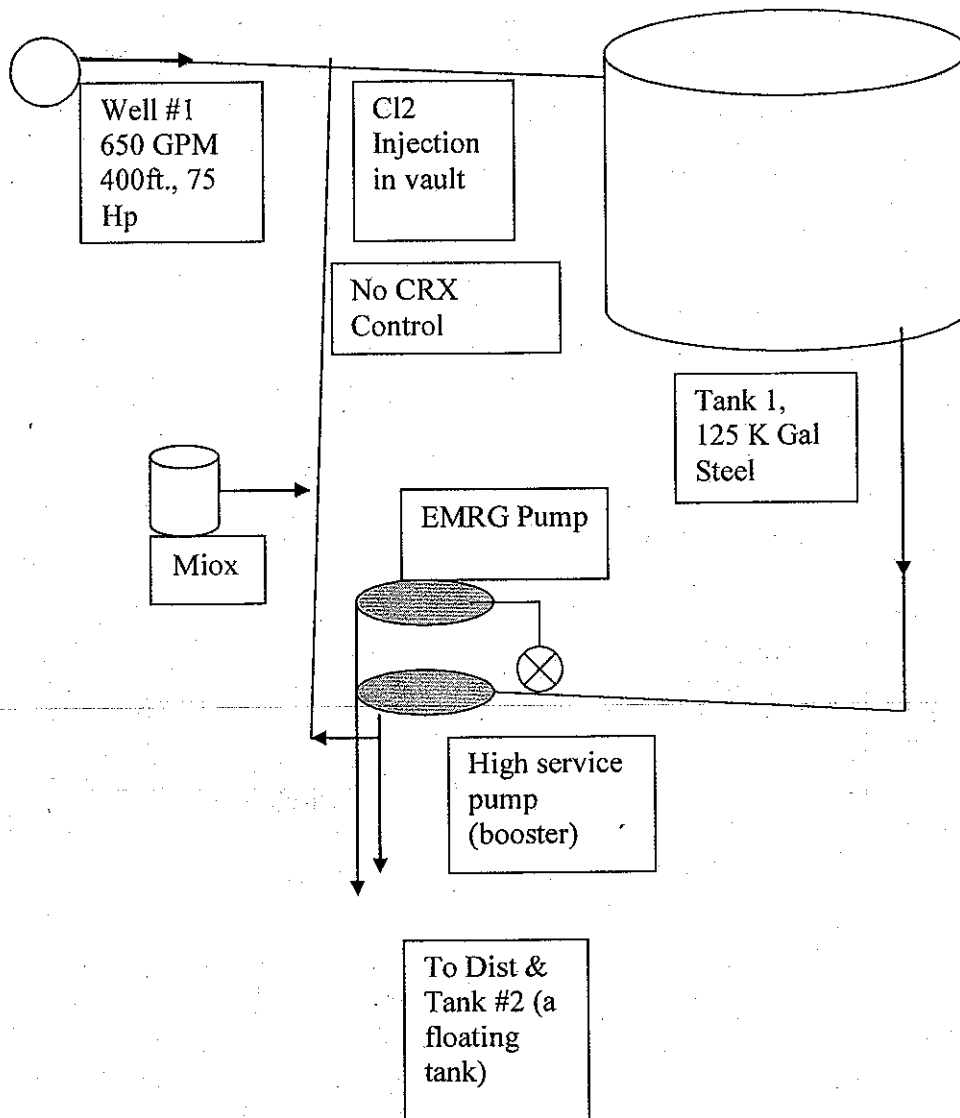 Well #1
650 GPM
400ft., 75
Hp
Cl2
Injection
in vault
No CRX
Control
Tank 1,
125 K Gal
Steel
EMRG Pump
Miox
High service
pump
(booster)
To Dist &
Tank #2 (a
floating
tank)